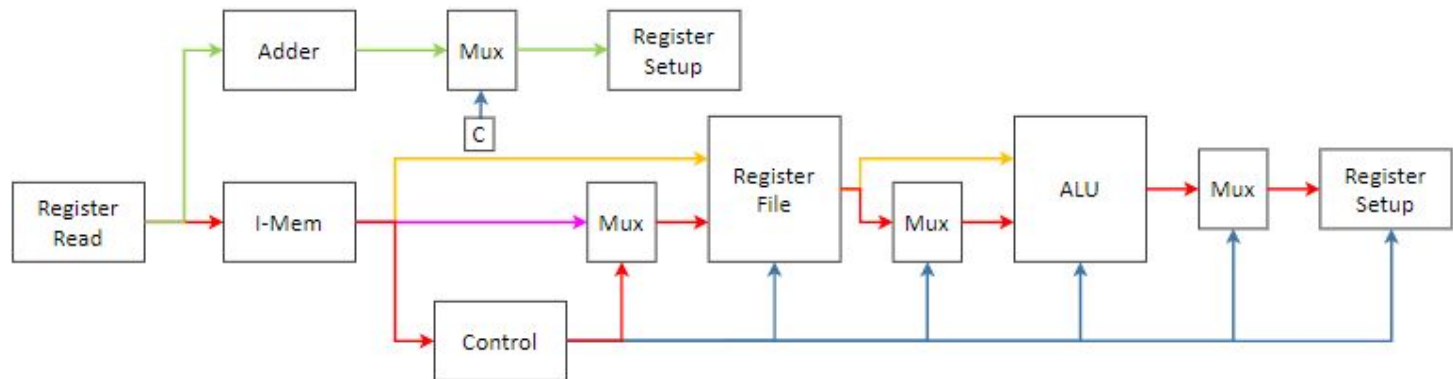 Adder
Mux
Register
Setup
C
Register
Read
I-Mem
Mux
Register
File
Mux
ALU
Mux
Register
Setup
Control